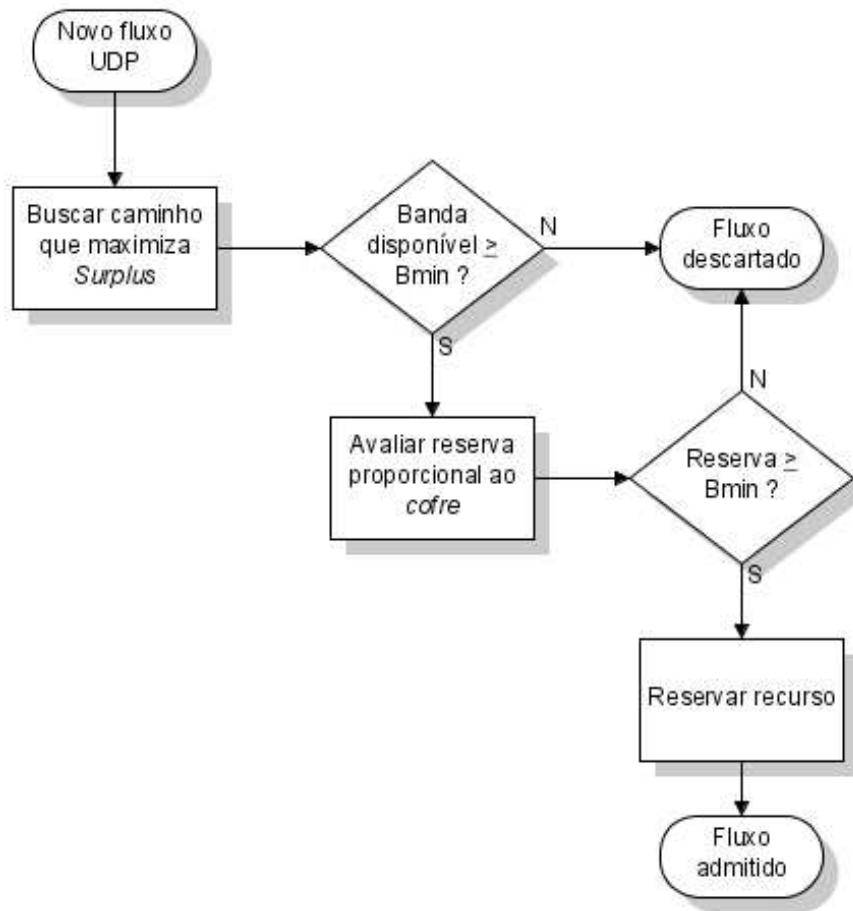 Novo fluxo
UDP
Buscar caminho
que maximiza
Surplus
Banda
disponível ≥
Bmin ?
N
Fluxo
descartado
S
N
Avaliar reserva
proporcional ao
cofre
Reserva ≥
Bmin ?
S
Reservar recurso
Fluxo
admitido